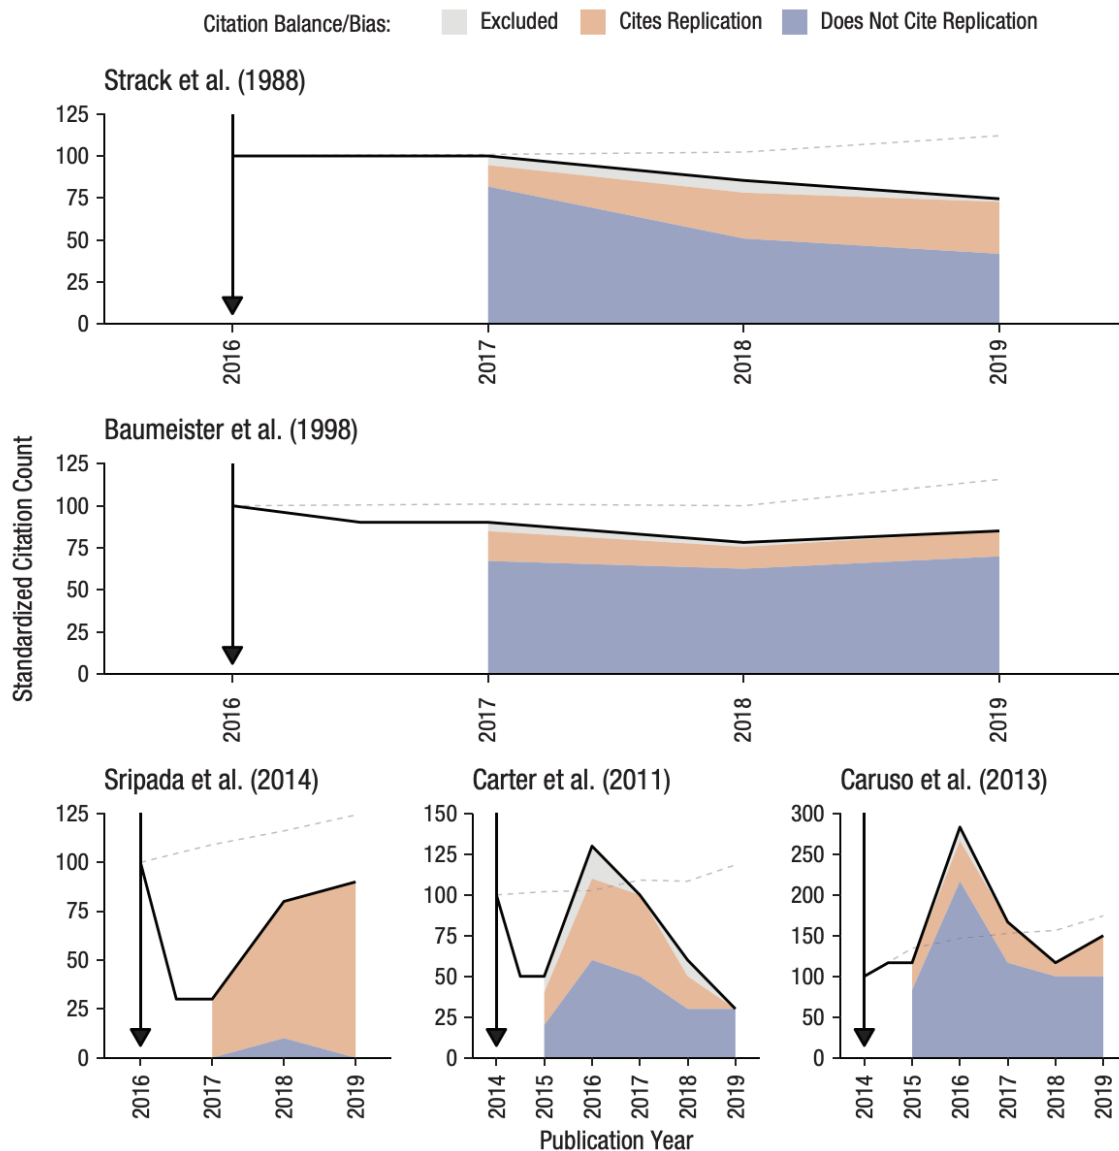 Citation Balance/Bias: Excluded Cites Replication Does Not Cite Replication
Strack et al. (1988)
125
100
75
50
25
0
2016 2017 2018 2019
Standardized Citation Count
Baumeister et al. (1998)
125
100
75
50
25
0
2016 2017 2018 2019
Sripada et al. (2014)
125
100
75
50
25
0
2016 2017 2018 2019
Carter et al. (2011)
150
125
100
75
50
25
0
2014 2015 2016 2017 2018 2019
Caruso et al. (2013)
300
250
200
150
100
50
0
2014 2015 2016 2017 2018 2019
Publication Year